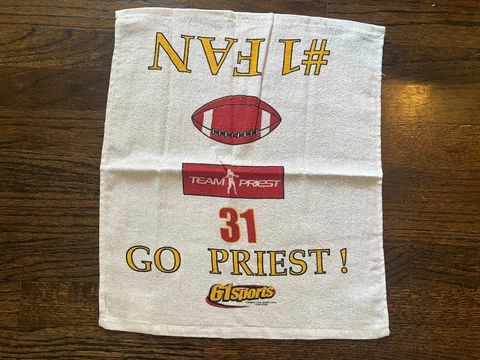 #1 FAN
TEAM PRIEST
31
GO PRIEST!
61Sports